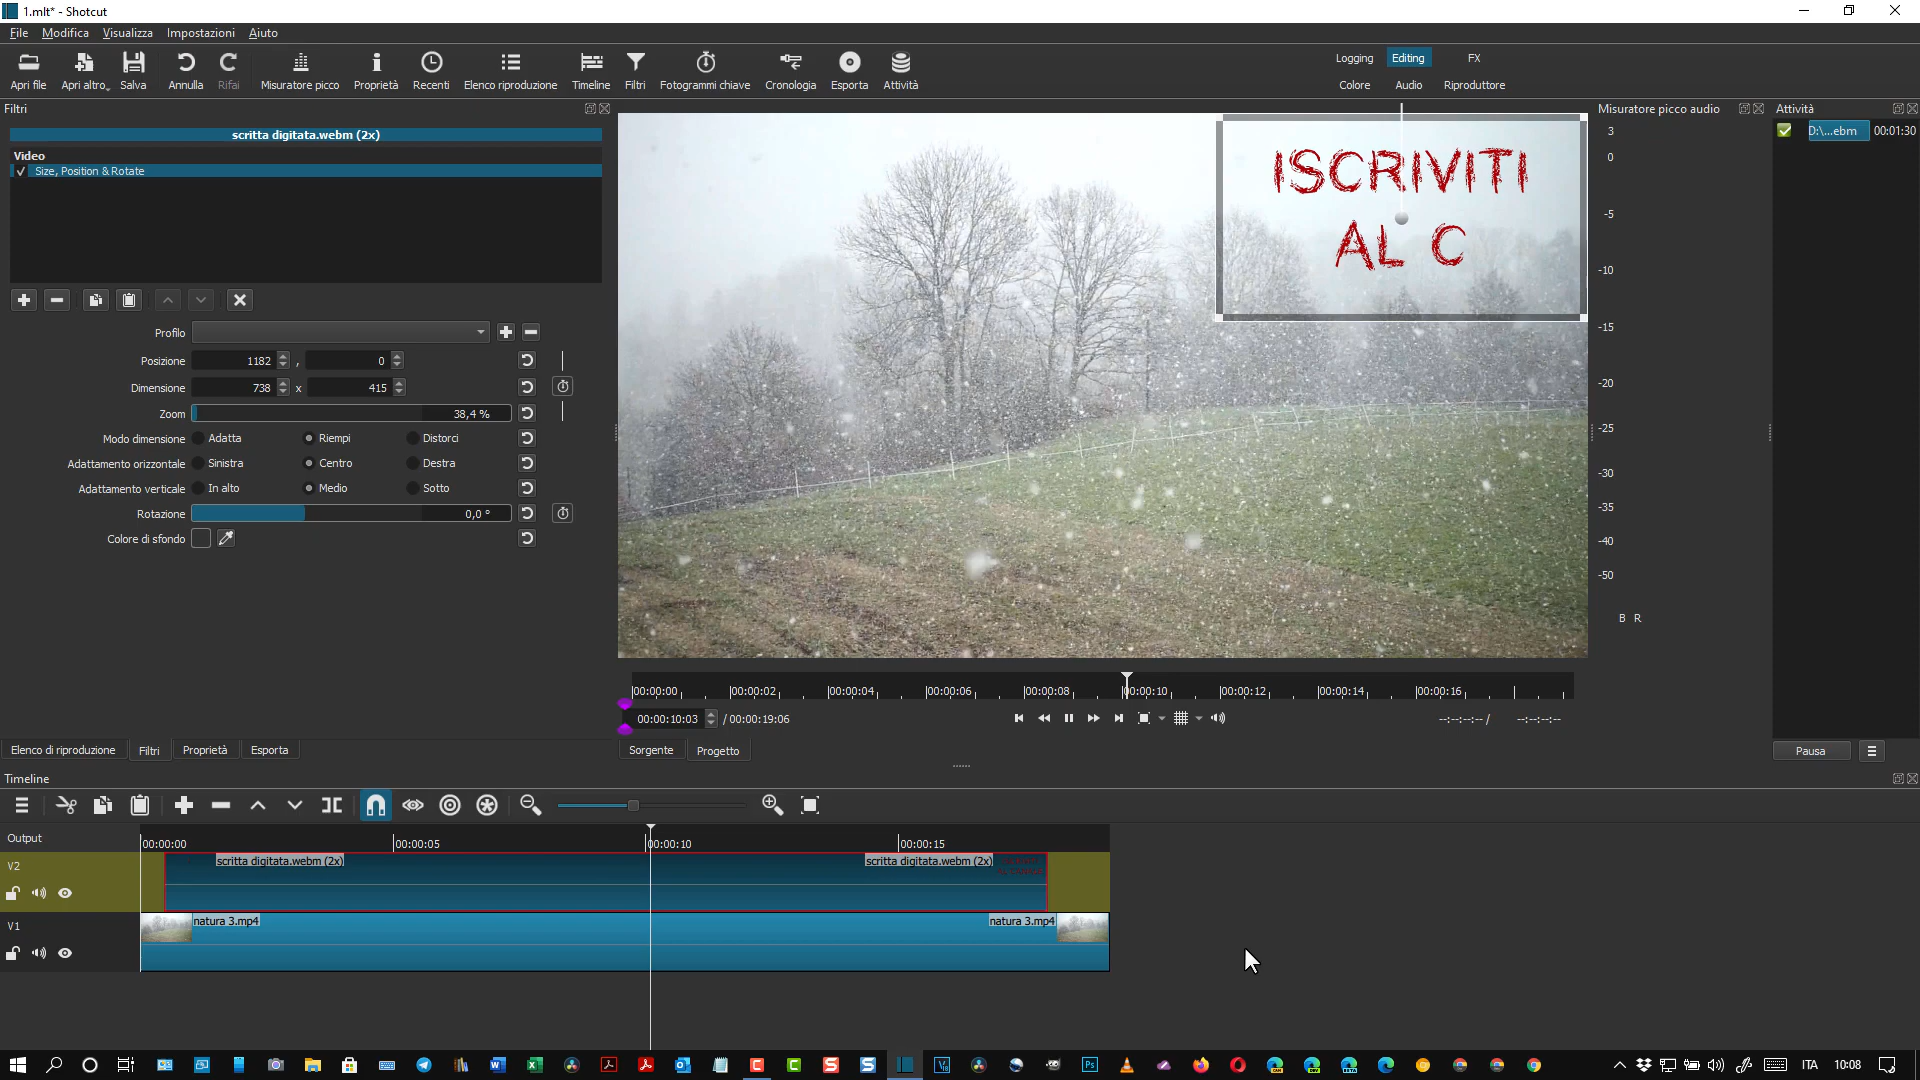 1.mlt* - Shotcut
File Modifica Visualizza Impostazioni Aiuto
Apri file Apri altro.. Salva Annulla Rifai Misuratore picco Proprietà Recenti Elenco riproduzione Timeline Filtri Fotogrammi chiave Cronologia Esporta Attività
Logging Editing FX
Colore Audio Riproduttore
Filtri
scritta digitata.webm (2x)
Video
Size, Position & Rotate
Profilo
Posizione 1182 , 0
Dimensione 738 x 415
Zoom 38,4 %
Modo dimensione Adatta Riempi Distorci
Adattamento orizzontale Sinistra Centro Destra
Adattamento verticale In alto Medio Sotto
Rotazione 0,0 °
Colore di sfondo
Elenco di riproduzione Filtri Proprietà Esporta
ISCRIVITI
AL C
00:00:00 00:00:02 00:00:04 00:00:06 00:00:08 00:00:10 00:00:12 00:00:14 00:00:16
00:00:10:03 / 00:00:19:06 --:--:--:-- / --:--:--:--
Sorgente Progetto
Misuratore picco audio
3
0
-5
-10
-15
-20
-25
-30
-35
-40
-50
B R
Attività
D:\...ebm 00:01:30
Pausa
Timeline
Output
00:00:00 00:00:05 00:00:10 00:00:15
V2
scritta digitata.webm (2x) scritta digitata.webm (2x)
V1
natura 3.mp4 natura 3.mp4
ITA 10:08